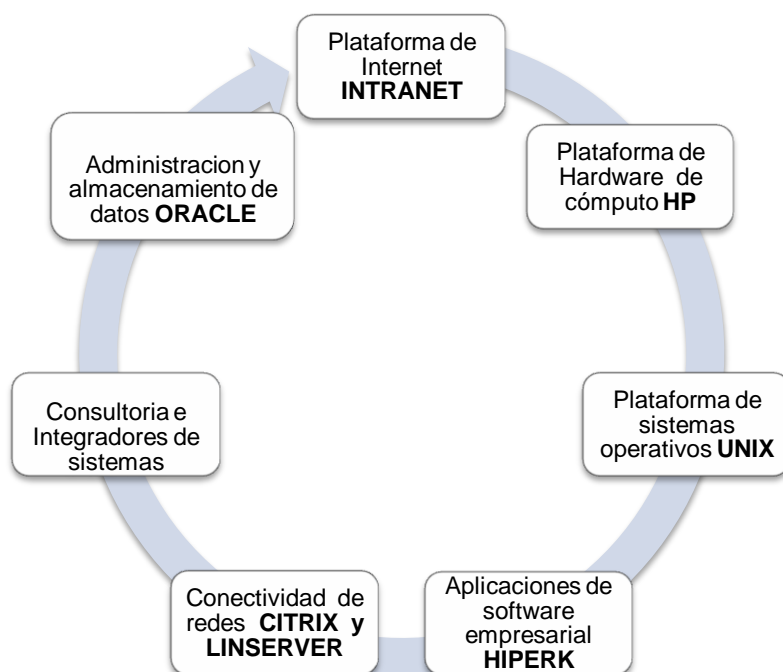 Plataforma de
Internet
INTRANET
Plataforma de
Hardware de
cómputo HP
Plataforma de
sistemas
operativos UNIX
Aplicaciones de
software
empresarial
HIPERK
Conectividad de
redes CITRIX y
LINSERVER
Consultoria e
Integradores de
sistemas
Administracion y
almacenamiento de
datos ORACLE